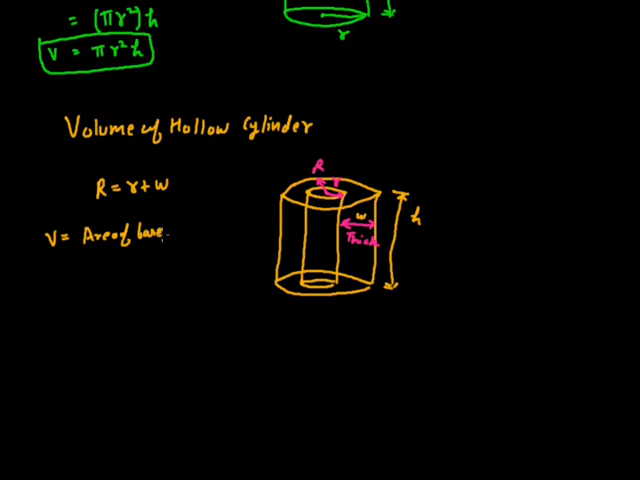 = (πr²)h
V = πr²h
r
Volume of Hollow Cylinder
R = r + w
V = Area of base
R r
w
Thick
h